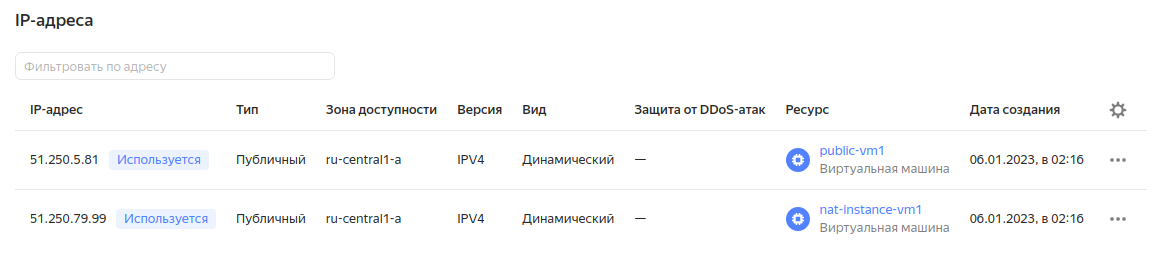 IP-адреса
Фильтровать по адресу
IP-адрес Тип Зона доступности Версия Вид Защита от DDoS-атак Ресурс Дата создания
51.250.5.81 Используется Публичный ru-central1-a IPV4 Динамический — public-vm1 06.01.2023, в 02:16
Виртуальная машина
51.250.79.99 Используется Публичный ru-central1-a IPV4 Динамический — nat-instance-vm1 06.01.2023, в 02:16
Виртуальная машина